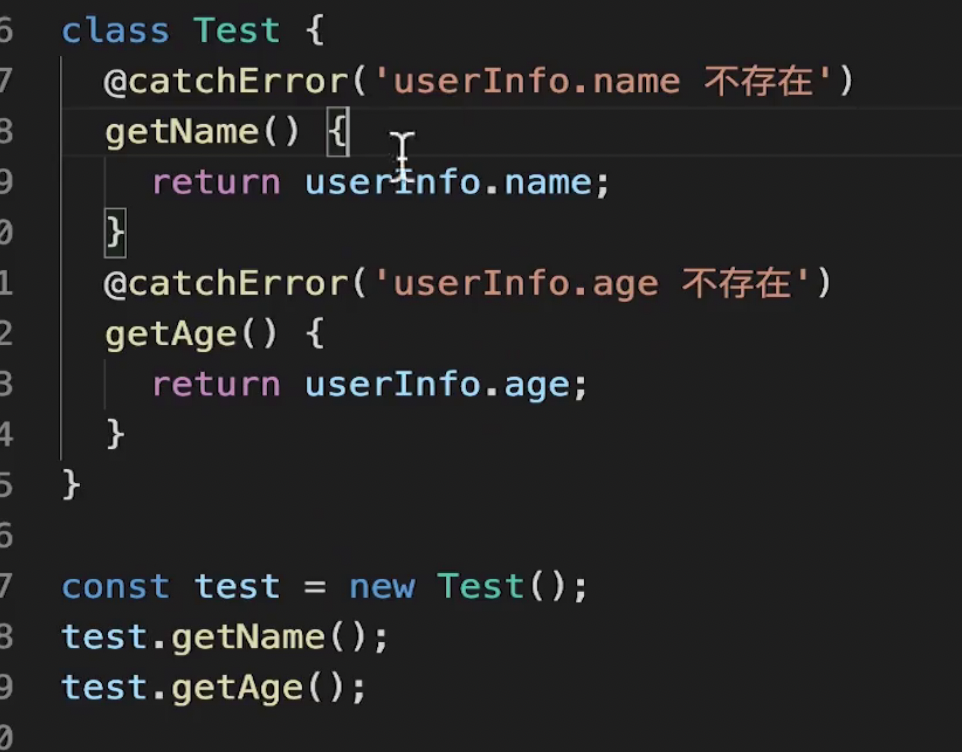 6 class Test {
7 @catchError('userInfo.name 不存在')
8 getName() {
9 return userInfo.name;
0 }
1 @catchError('userInfo.age 不存在')
2 getAge() {
3 return userInfo.age;
4 }
5 }
6
7 const test = new Test();
8 test.getName();
9 test.getAge();
0